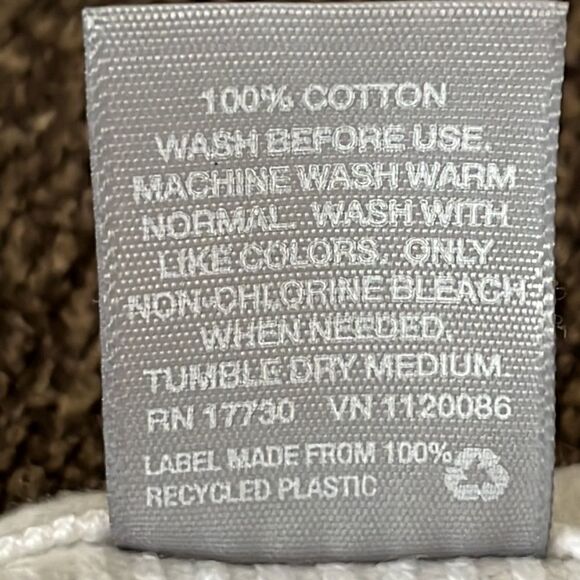 100% COTTON
WASH BEFORE USE.
MACHINE WASH WARM
NORMAL. WASH WITH
LIKE COLORS. ONLY
NON-CHLORINE BLEACH
WHEN NEEDED.
TUMBLE DRY MEDIUM.
RN 17730 VN 1120086
LABEL MADE FROM 100%
RECYCLED PLASTIC